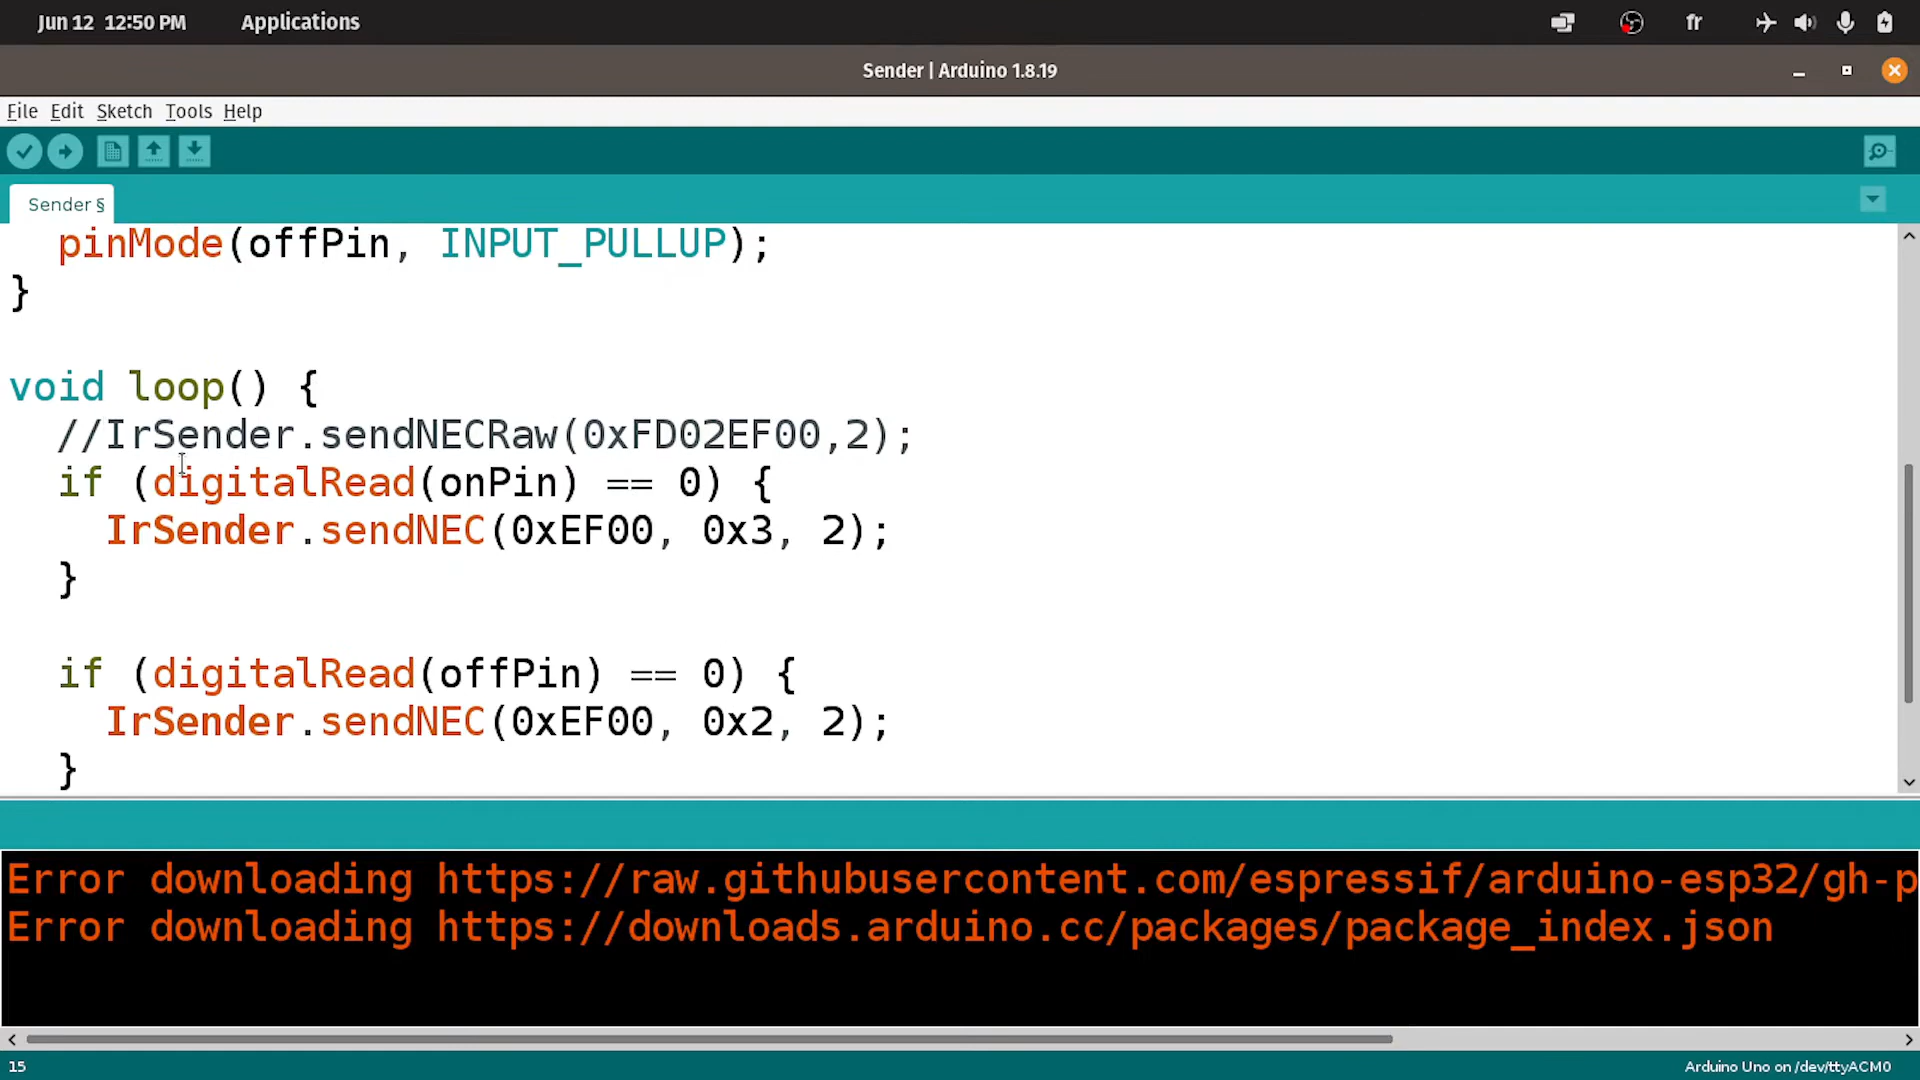 Jun 12 12:50 PM Applications fr
Sender | Arduino 1.8.19
File Edit Sketch Tools Help
Sender §
pinMode(offPin, INPUT_PULLUP);
}
void loop() {
//IrSender.sendNECRaw(0xFD02EF00,2);
if (digitalRead(onPin) == 0) {
IrSender.sendNEC(0xEF00, 0x3, 2);
}
if (digitalRead(offPin) == 0) {
IrSender.sendNEC(0xEF00, 0x2, 2);
}
Error downloading https://raw.githubusercontent.com/espressif/arduino-esp32/gh-p
Error downloading https://downloads.arduino.cc/packages/package_index.json
15 Arduino Uno on /dev/ttyACM0